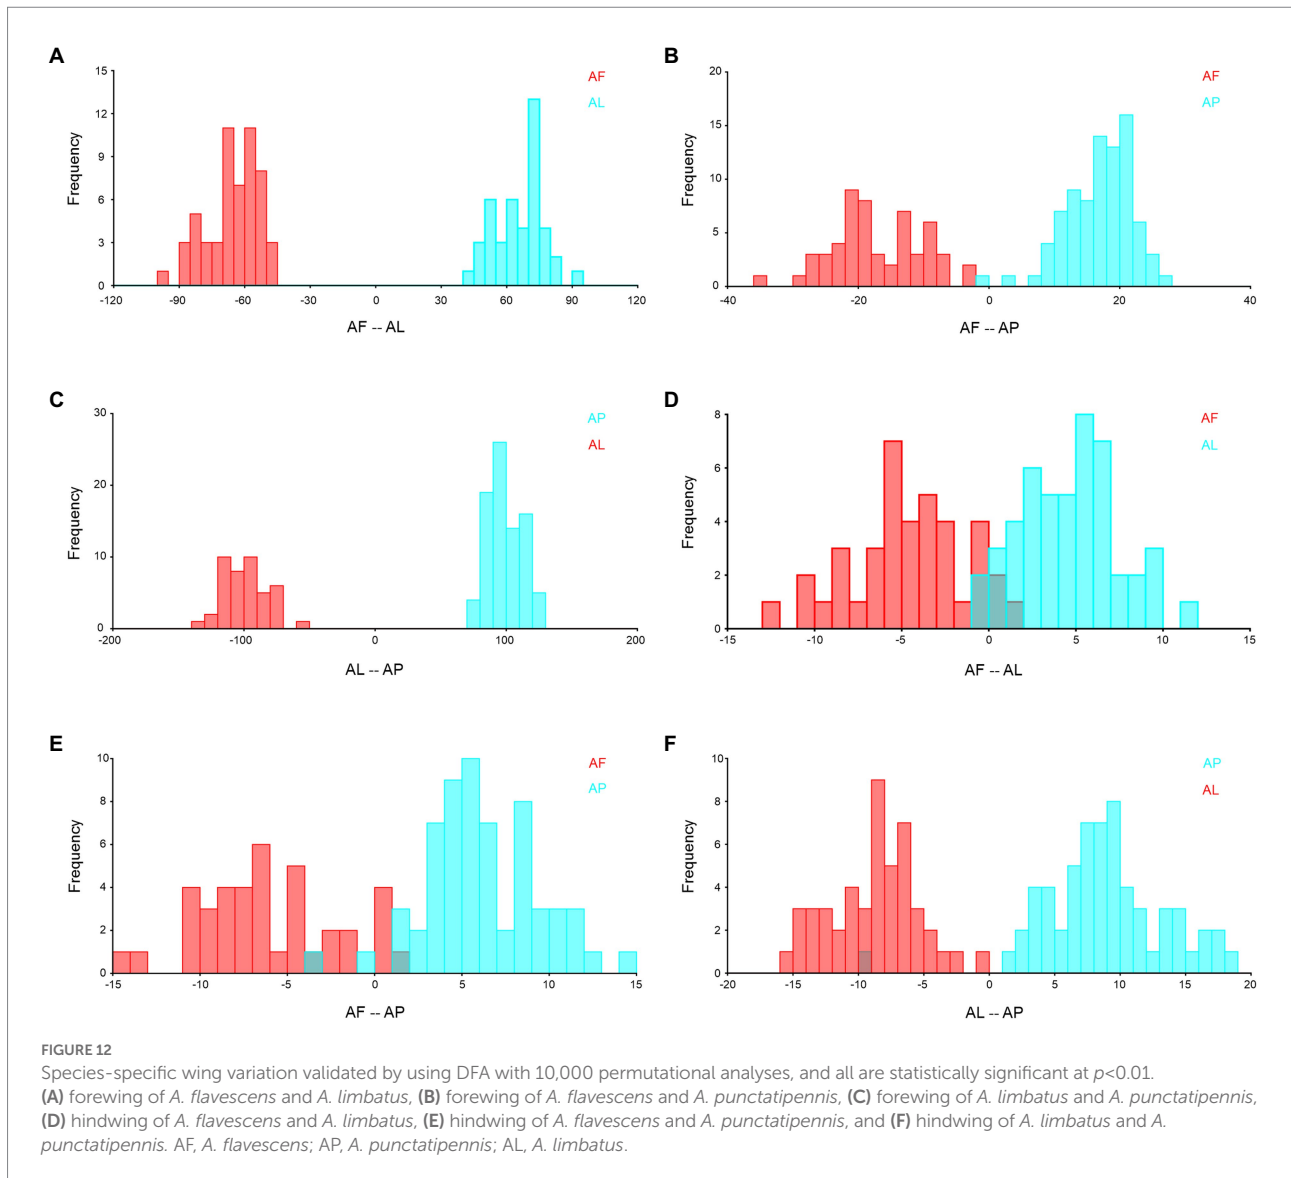 A
15
12
9
6
3
0
Frequency
-120 -90 -60 -30 0 30 60 90 120
AF -- AL
AF
AL
B
20
15
10
5
0
Frequency
-40 -20 0 20 40
AF -- AP
AF
AP
C
30
20
10
0
Frequency
-200 -100 0 100 200
AL -- AP
AP
AL
D
8
6
4
2
0
Frequency
-15 -10 -5 0 5 10 15
AF -- AL
AF
AL
E
10
8
6
4
2
0
Frequency
-15 -10 -5 0 5 10 15
AF -- AP
AF
AP
F
10
8
6
4
2
0
Frequency
-20 -10 0 10 20
AL -- AP
AP
AL
FIGURE 12
Species-specific wing variation validated by using DFA with 10,000 permutational analyses, and all are statistically significant at p<0.01.
(A) forewing of A. flavescens and A. limbatus, (B) forewing of A. flavescens and A. punctatipennis, (C) forewing of A. limbatus and A. punctatipennis,
(D) hindwing of A. flavescens and A. limbatus, (E) hindwing of A. flavescens and A. punctatipennis, and (F) hindwing of A. limbatus and A.
punctatipennis. AF, A. flavescens; AP, A. punctatipennis; AL, A. limbatus.